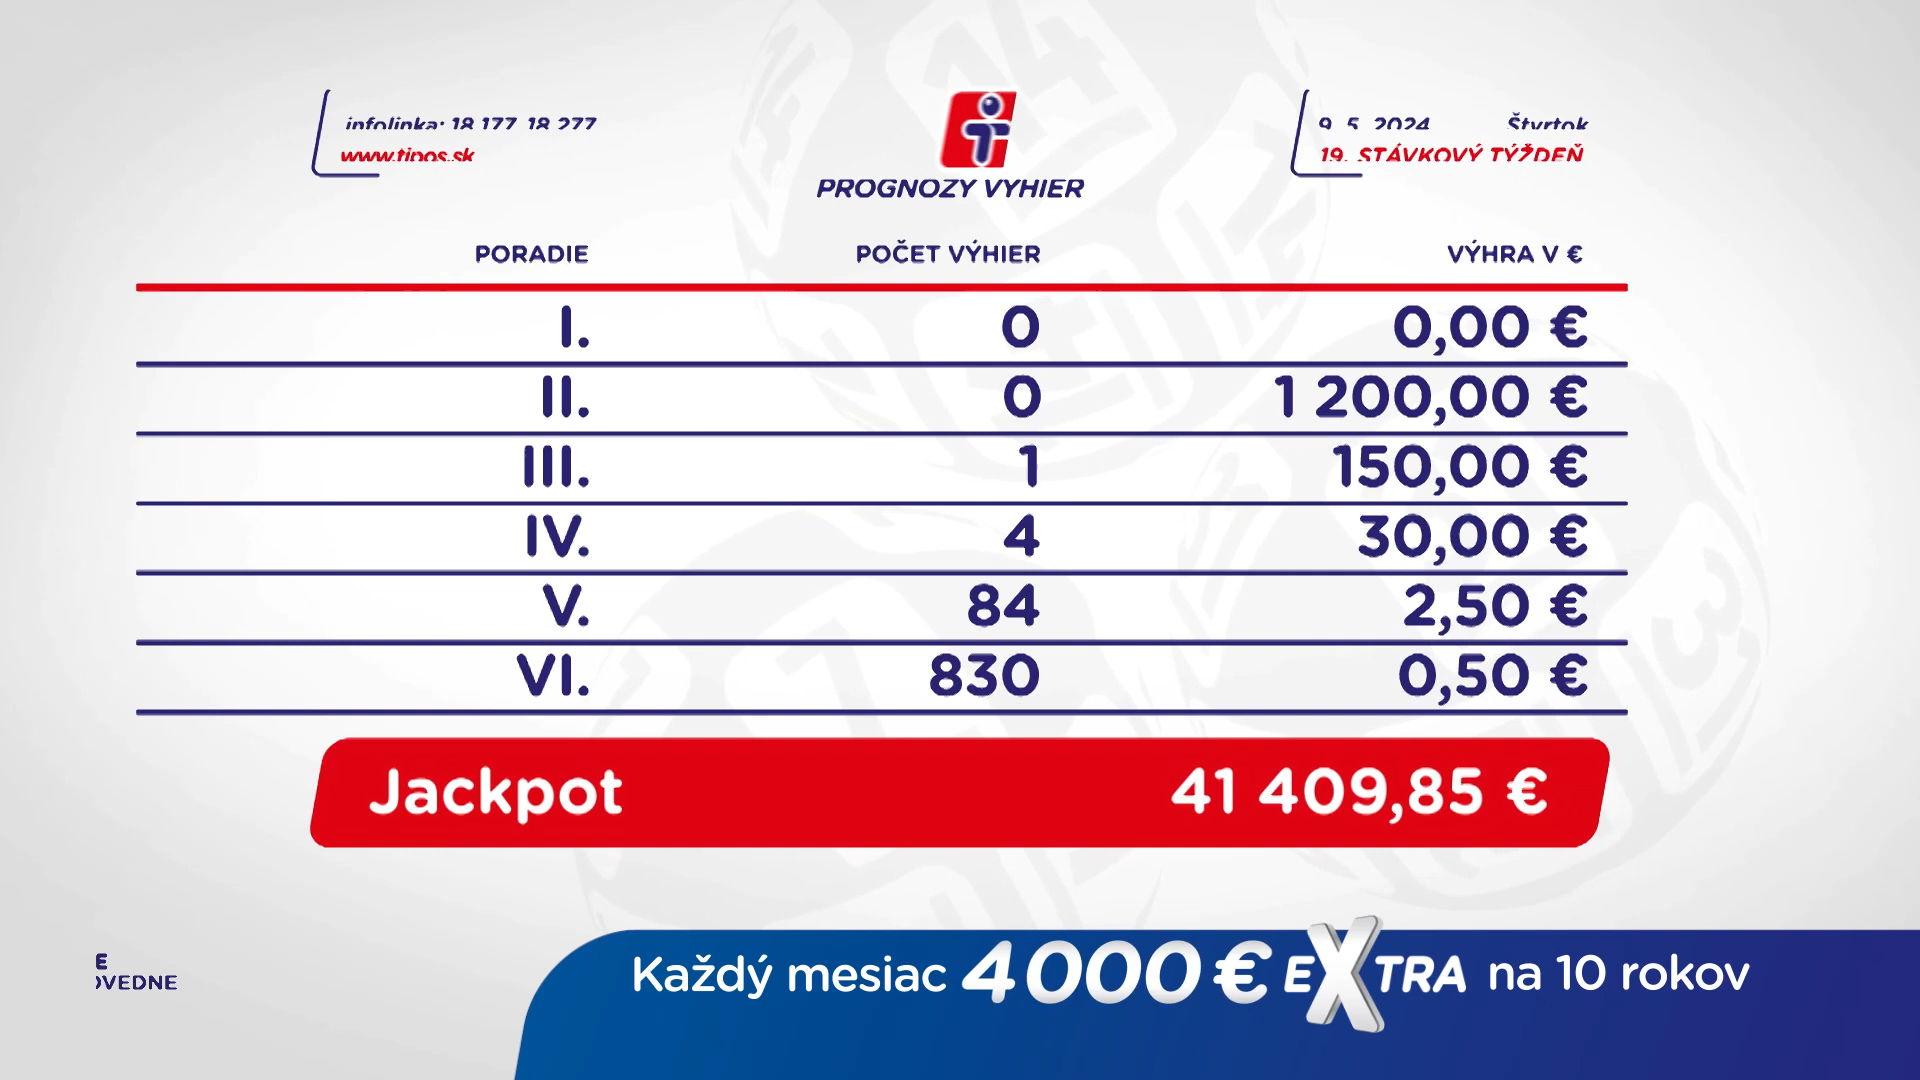 infolinka: 18 177, 18 277
www.tipos.sk
PROGNÓZY VÝHIER
9. 5. 2024 Štvrtok
19. STÁVKOVÝ TÝŽDEŇ
PORADIE POČET VÝHIER VÝHRA V €
I. 0 0,00 €
II. 0 1 200,00 €
III. 1 150,00 €
IV. 4 30,00 €
V. 84 2,50 €
VI. 830 0,50 €
Jackpot 41 409,85 €
Každý mesiac 4000 € EXTRA na 10 rokov